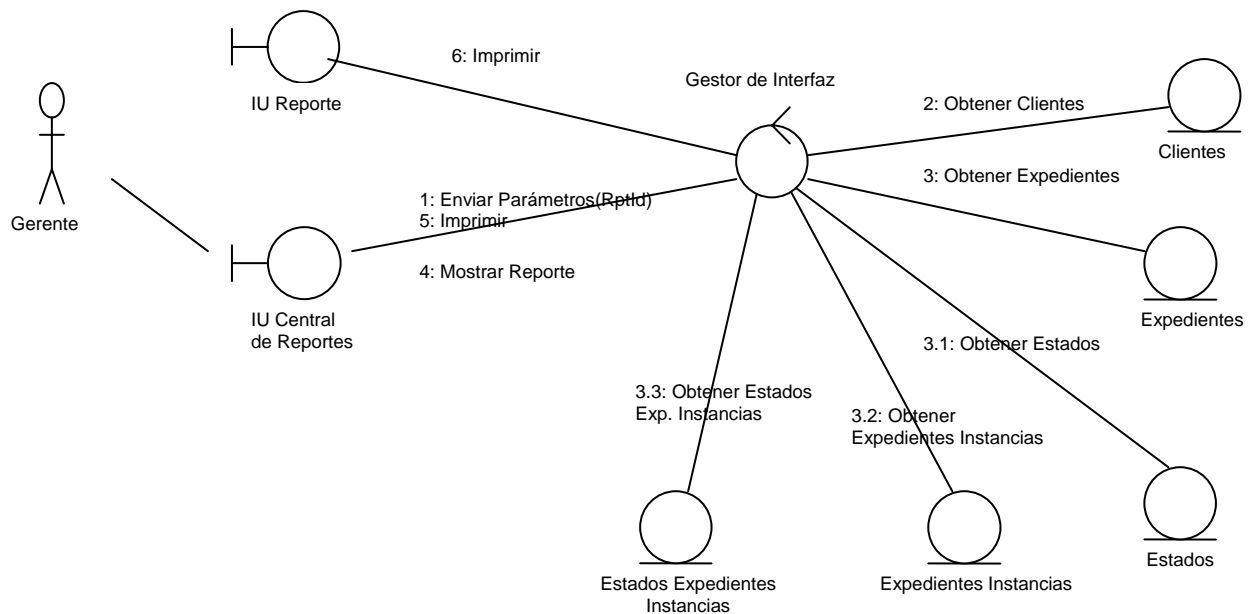 6: Imprimir
Gestor de Interfaz
IU Reporte
2: Obtener Clientes
Clientes
3: Obtener Expedientes
1: Enviar Parámetros(RptId)
5: Imprimir
Gerente
4: Mostrar Reporte
IU Central
de Reportes
Expedientes
3.1: Obtener Estados
3.3: Obtener Estados
Exp. Instancias
3.2: Obtener
Expedientes Instancias
Estados
Estados Expedientes
Instancias
Expedientes Instancias